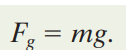 F_g = mg.